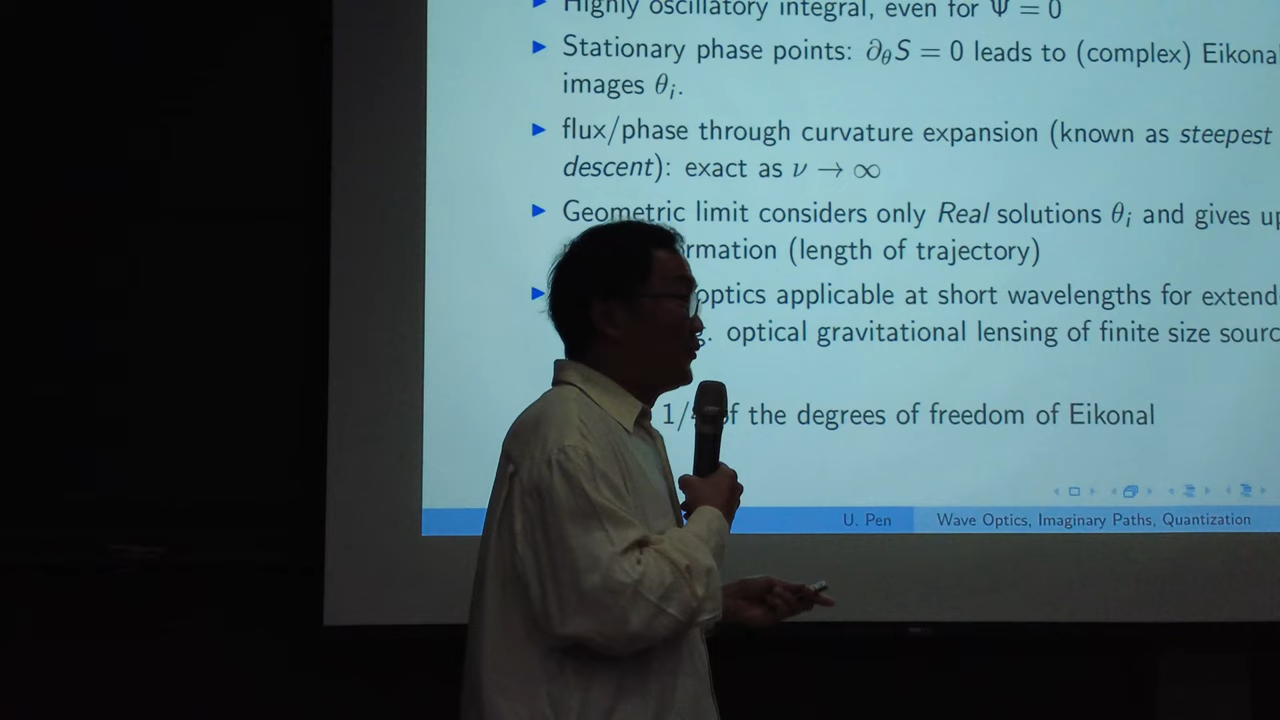 Highly oscillatory integral, even for Ψ = 0
Stationary phase points: ∂θS = 0 leads to (complex) Eikona
images θi.
flux/phase through curvature expansion (known as steepest
descent): exact as ν → ∞
Geometric limit considers only Real solutions θi and gives up
rmation (length of trajectory)
optics applicable at short wavelengths for extend
g. optical gravitational lensing of finite size sourc
1/ of the degrees of freedom of Eikonal
U. Pen Wave Optics, Imaginary Paths, Quantization